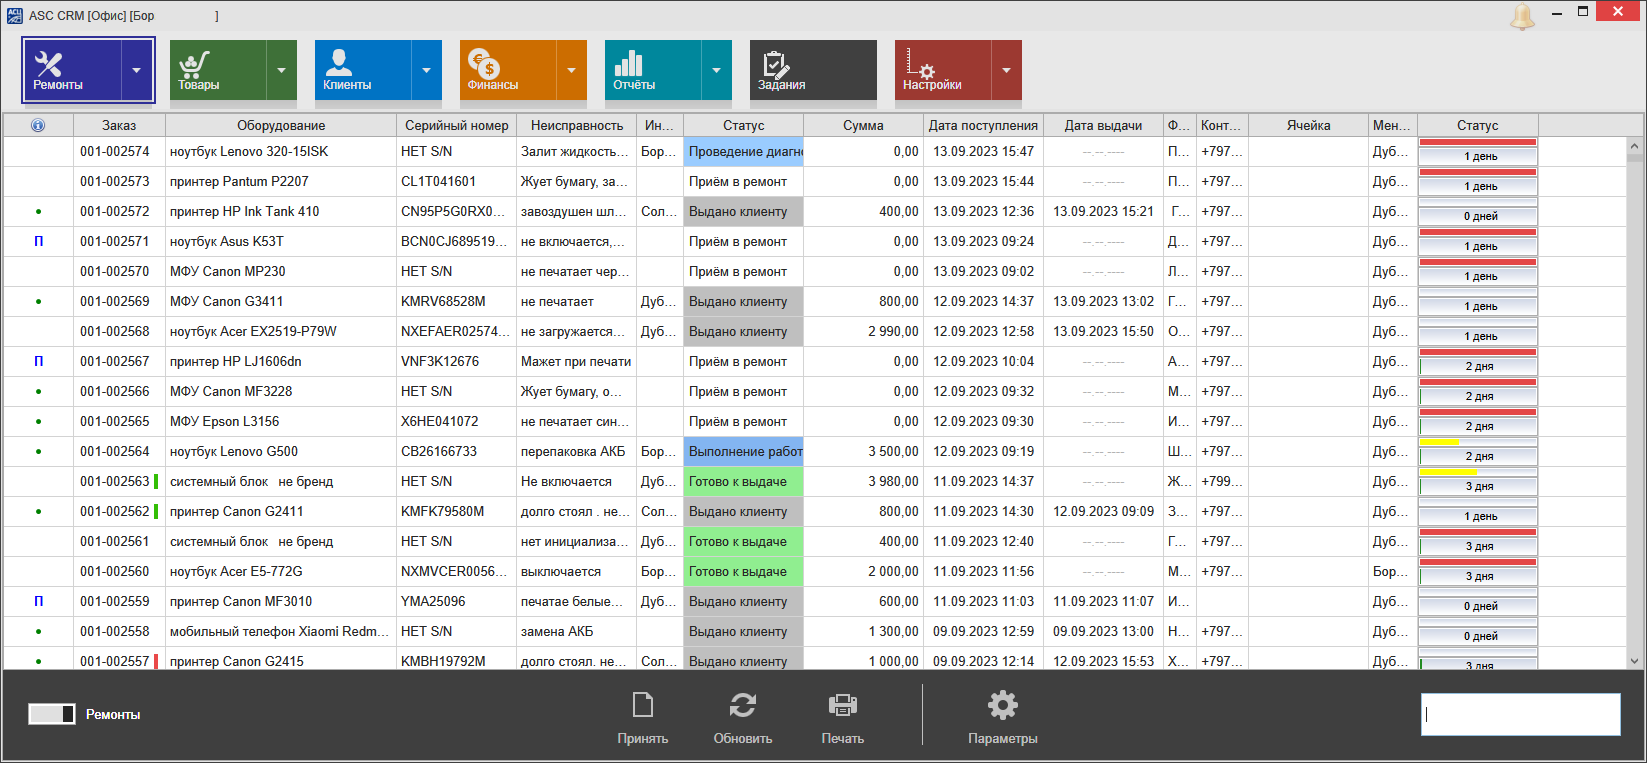 ASC CRM [Офис] [Бор ]
Ремонты Товары Клиенты Финансы Отчёты Задания Настройки
Заказ Оборудование Серийный номер Неисправность Ин... Статус Сумма Дата поступления Дата выдачи Ф... Конт... Ячейка Мен... Статус
001-002574 ноутбук Lenovo 320-15ISK НЕТ S/N Залит жидкость... Бор... Проведение диагн 0,00 13.09.2023 15:47 --.--.---- П... +797... Дуб... 1 день
001-002573 принтер Pantum P2207 CL1T041601 Жует бумагу, за... Приём в ремонт 0,00 13.09.2023 15:44 --.--.---- П... +797... Дуб... 1 день
001-002572 принтер HP Ink Tank 410 CN95P5G0RX0... завоздушен шл... Сол... Выдано клиенту 400,00 13.09.2023 12:36 13.09.2023 15:21 Г... +797... Дуб... 0 дней
П 001-002571 ноутбук Asus K53T BCN0CJ689519... не включается,... Приём в ремонт 0,00 13.09.2023 09:24 --.--.---- Д... +797... Дуб... 1 день
001-002570 МФУ Canon MP230 НЕТ S/N не печатает чер... Приём в ремонт 0,00 13.09.2023 09:02 --.--.---- Л... +797... Дуб... 1 день
001-002569 МФУ Canon G3411 KMRV68528M не печатает Дуб... Выдано клиенту 800,00 12.09.2023 14:37 13.09.2023 13:02 Г... +797... Дуб... 1 день
001-002568 ноутбук Acer EX2519-P79W NXEFAER02574... не загружается... Дуб... Выдано клиенту 2 990,00 12.09.2023 12:58 13.09.2023 15:50 О... +797... Дуб... 1 день
П 001-002567 принтер HP LJ1606dn VNF3K12676 Мажет при печати Приём в ремонт 0,00 12.09.2023 10:04 --.--.---- А... +797... Дуб... 2 дня
001-002566 МФУ Canon MF3228 НЕТ S/N Жует бумагу, о... Приём в ремонт 0,00 12.09.2023 09:32 --.--.---- М... +797... Дуб... 2 дня
001-002565 МФУ Epson L3156 X6HE041072 не печатает син... Приём в ремонт 0,00 12.09.2023 09:30 --.--.---- И... +797... Дуб... 2 дня
001-002564 ноутбук Lenovo G500 CB26166733 перепаковка АКБ Бор... Выполнение работ 3 500,00 12.09.2023 09:19 --.--.---- Ш... +797... Дуб... 2 дня
001-002563 системный блок не бренд НЕТ S/N Не включается Дуб... Готово к выдаче 3 980,00 11.09.2023 14:37 --.--.---- Ж... +799... Дуб... 3 дня
001-002562 принтер Canon G2411 KMFK79580M долго стоял . не... Сол... Выдано клиенту 800,00 11.09.2023 14:30 12.09.2023 09:09 З... +797... Дуб... 1 день
001-002561 системный блок не бренд НЕТ S/N нет инициализа... Дуб... Готово к выдаче 400,00 11.09.2023 12:40 --.--.---- Г... +797... Дуб... 3 дня
001-002560 ноутбук Acer E5-772G NXMVCER0056... выключается Бор... Готово к выдаче 2 000,00 11.09.2023 11:56 --.--.---- М... +797... Бор... 3 дня
П 001-002559 принтер Canon MF3010 YMA25096 печатае белые... Дуб... Выдано клиенту 600,00 11.09.2023 11:03 11.09.2023 11:07 И... Дуб... 0 дней
001-002558 мобильный телефон Xiaomi Redm... НЕТ S/N замена АКБ Выдано клиенту 1 300,00 09.09.2023 12:59 09.09.2023 13:00 Н... +797... Дуб... 0 дней
001-002557 принтер Canon G2415 KMBH19792M долго стоял. не... Сол... Выдано клиенту 1 000,00 09.09.2023 12:14 12.09.2023 15:53 Х... +797... Дуб... 3 дня
Ремонты Принять Обновить Печать Параметры